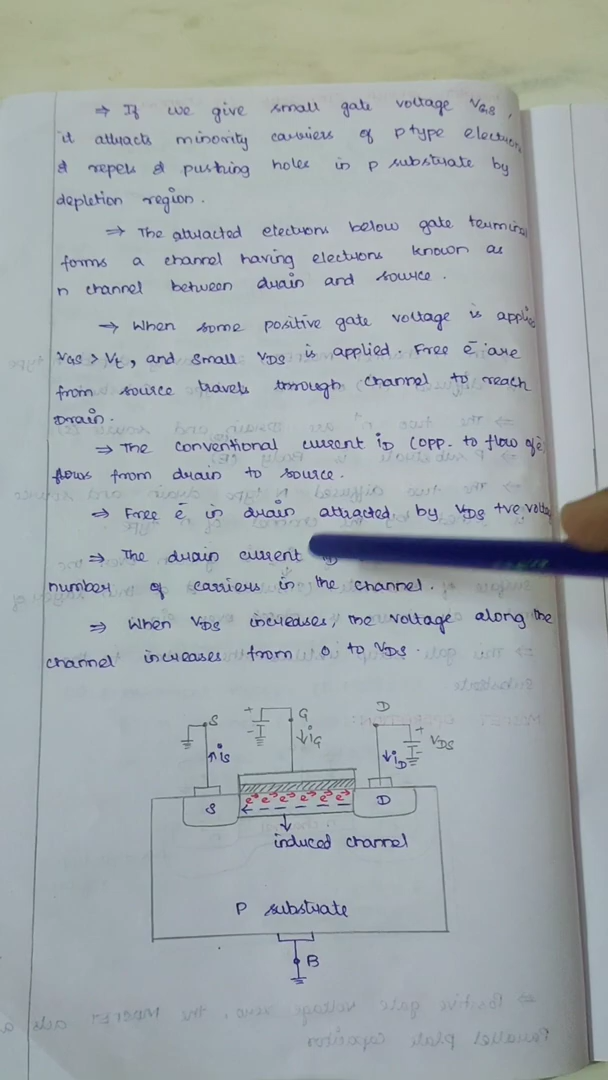 ⇒ If we give small gate voltage VGS,
it attracts minority carriers of p type electron
& repels & pushing holes in p substrate by
depletion region.
⇒ The attracted electrons below gate terminal
forms a channel having electrons known as
n channel between drain and source.
→ When some positive gate voltage is applied
VGS > Vt, and small VDS is applied. Free ē are
from source travels through channel to reach
Drain.
⇒ The conventional current iD (opp. to flow of ē
flows from drain to source.
⇒ Free ē in drain attracted by VDS +ve voltage
⇒ The drain current
number of carriers in the channel.
⇒ When VDS increases, the voltage along the
channel increases from 0 to VDS.
S + G D
- ↑is ↓iG ↓iD + - VDS
S e⁻ e⁻ e⁻ e⁻ e⁻ e⁻ D
induced channel
P substrate
B